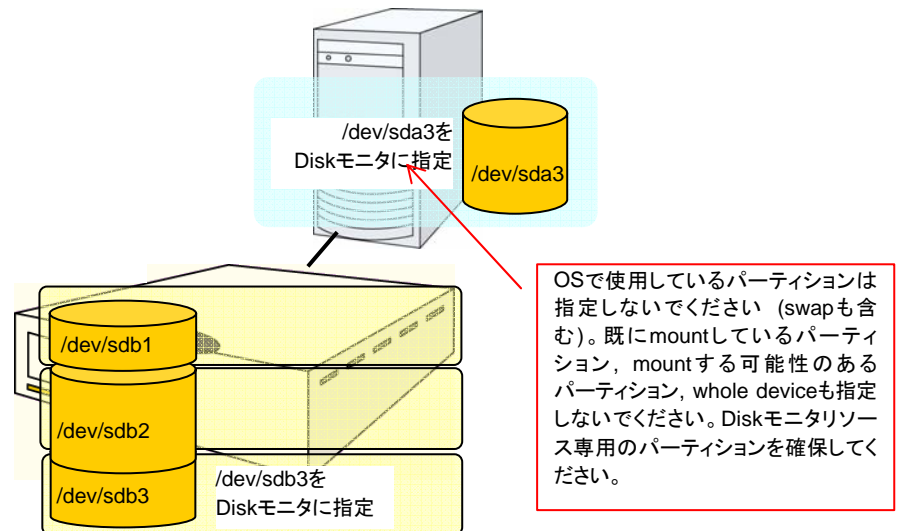 /dev/sda3を
Diskモニタに指定
/dev/sda3
OSで使用しているパーティションは
指定しないでください (swapも含
む)。既にmountしているパーティ
ション, mountする可能性のある
パーティション, whole deviceも指定
しないでください。Diskモニタリソー
ス専用のパーティションを確保してく
ださい。
/dev/sdb1
/dev/sdb2
/dev/sdb3
/dev/sdb3を
Diskモニタに指定